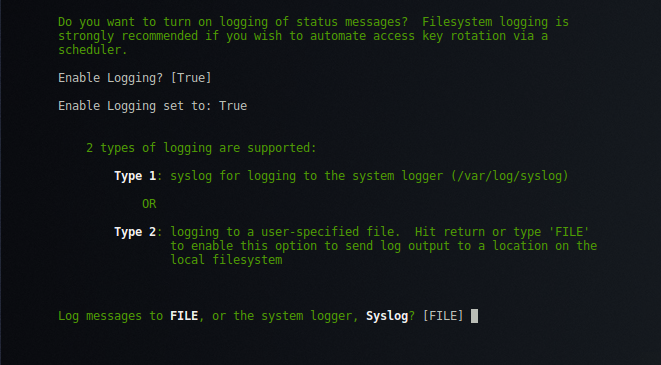 Do you want to turn on logging of status messages?  Filesystem logging is
strongly recommended if you wish to automate access key rotation via a
scheduler.
Enable Logging? [True]
Enable Logging set to: True
2 types of logging are supported:
Type 1: syslog for logging to the system logger (/var/log/syslog)
OR
Type 2: logging to a user-specified file.  Hit return or type 'FILE'
to enable this option to send log output to a location on the
local filesystem
Log messages to FILE, or the system logger, Syslog? [FILE]